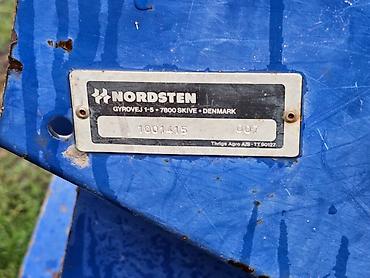 NORDSTEN
GYROVEJ 1-5 • 7800 SKIVE • DENMARK
1001415
Thrige Agro A/S - TT 90127